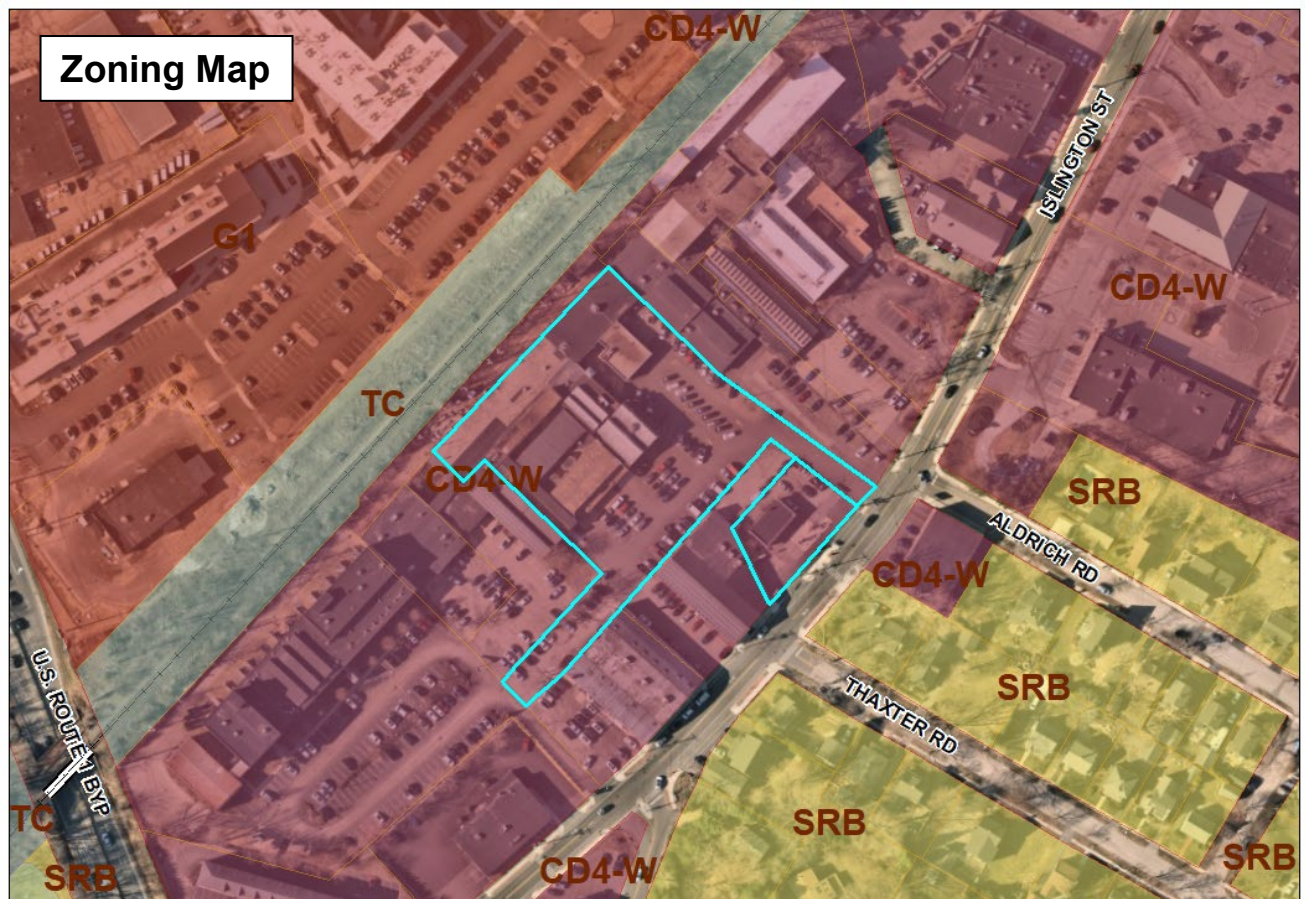 CD4-W
Zoning Map
ISLINGTON ST
G1
CD4-W
TC
CD4-W
SRB
ALDRICH RD
CD4-W
SRB
U.S. ROUTE 1 BYP
THAXTER RD
TC
SRB
SRB
CD4-W
SRB